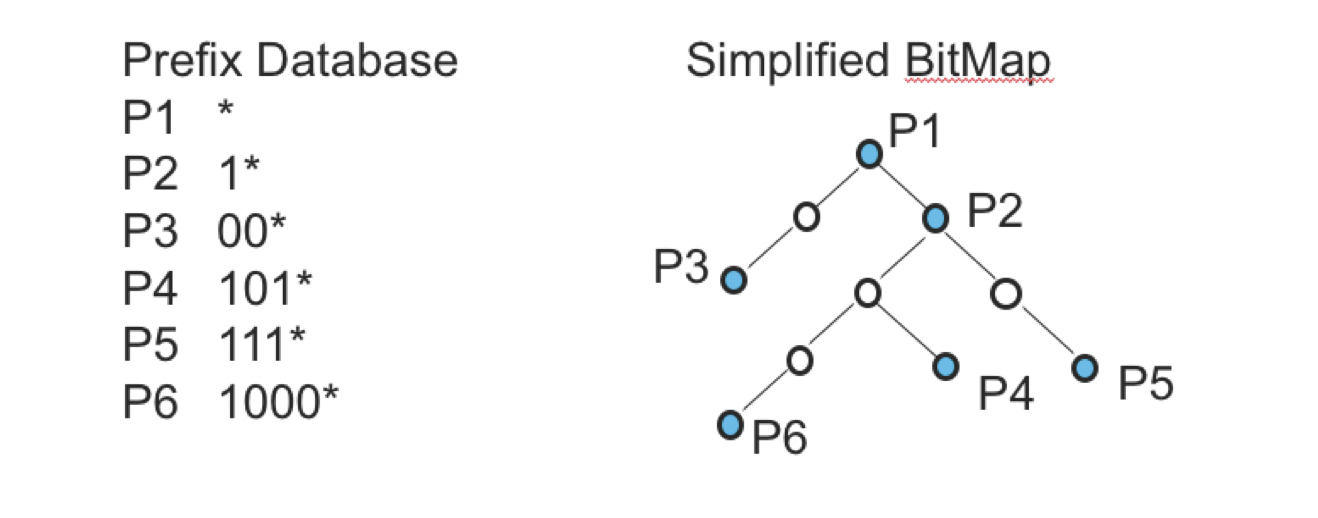 Prefix Database
P1 *
P2 1*
P3 00*
P4 101*
P5 111*
P6 1000*
Simplified BitMap
P1
P2
P3
P4
P5
P6